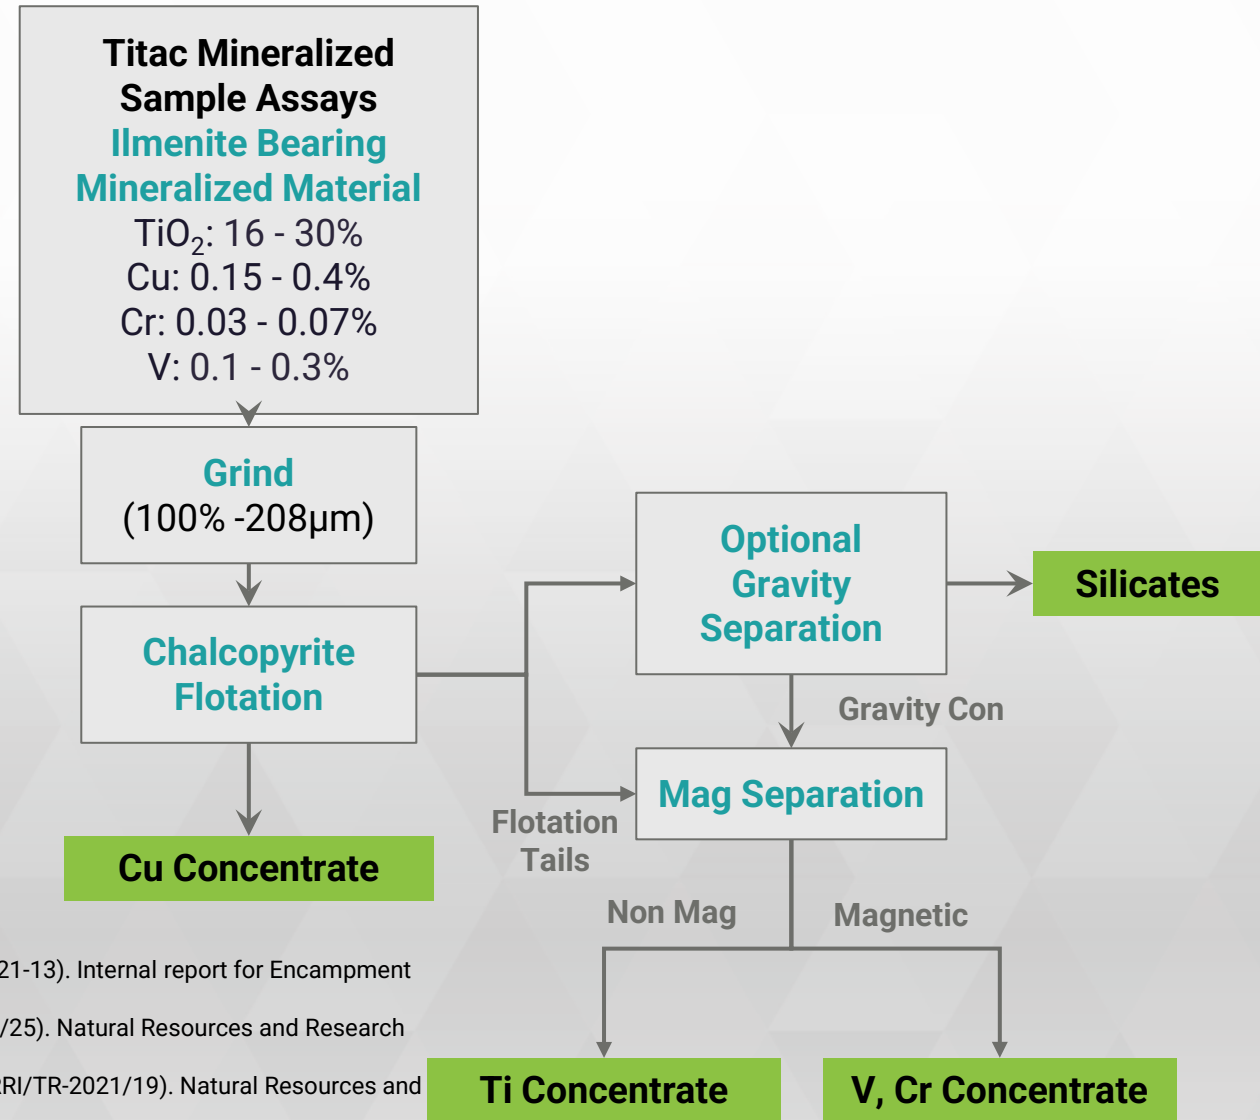 Titac Mineralized
Sample Assays
Ilmenite Bearing
Mineralized Material
TiO₂: 16 - 30%
Cu: 0.15 - 0.4%
Cr: 0.03 - 0.07%
V: 0.1 - 0.3%
Grind
(100% -208µm)
Chalcopyrite
Flotation
Cu Concentrate
Optional
Gravity
Separation
Silicates
Gravity Con
Mag Separation
Flotation
Tails
Non Mag
Magnetic
Ti Concentrate
V, Cr Concentrate
21-13). Internal report for Encampment
/25). Natural Resources and Research
RI/TR-2021/19). Natural Resources and